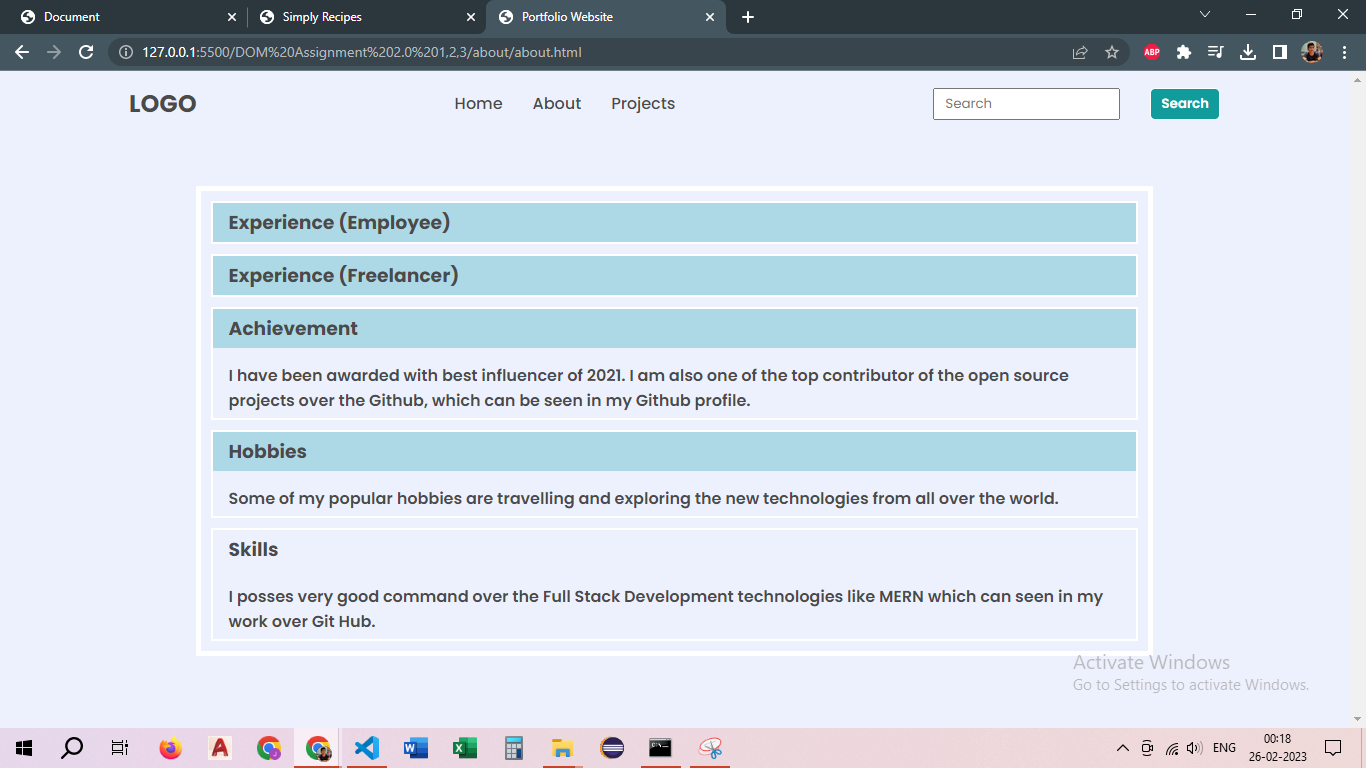 Document
Simply Recipes
Portfolio Website
127.0.0.1:5500/DOM%20Assignment%202.0%201,2,3/about/about.html
ABP
LOGO
Home
About
Projects
Search
Search
Experience (Employee)
Experience (Freelancer)
Achievement
I have been awarded with best influencer of 2021. I am also one of the top contributor of the open source
projects over the Github, which can be seen in my Github profile.
Hobbies
Some of my popular hobbies are travelling and exploring the new technologies from all over the world.
Skills
I posses very good command over the Full Stack Development technologies like MERN which can seen in my
work over Git Hub.
Activate Windows
Go to Settings to activate Windows.
ENG
00:18
26-02-2023